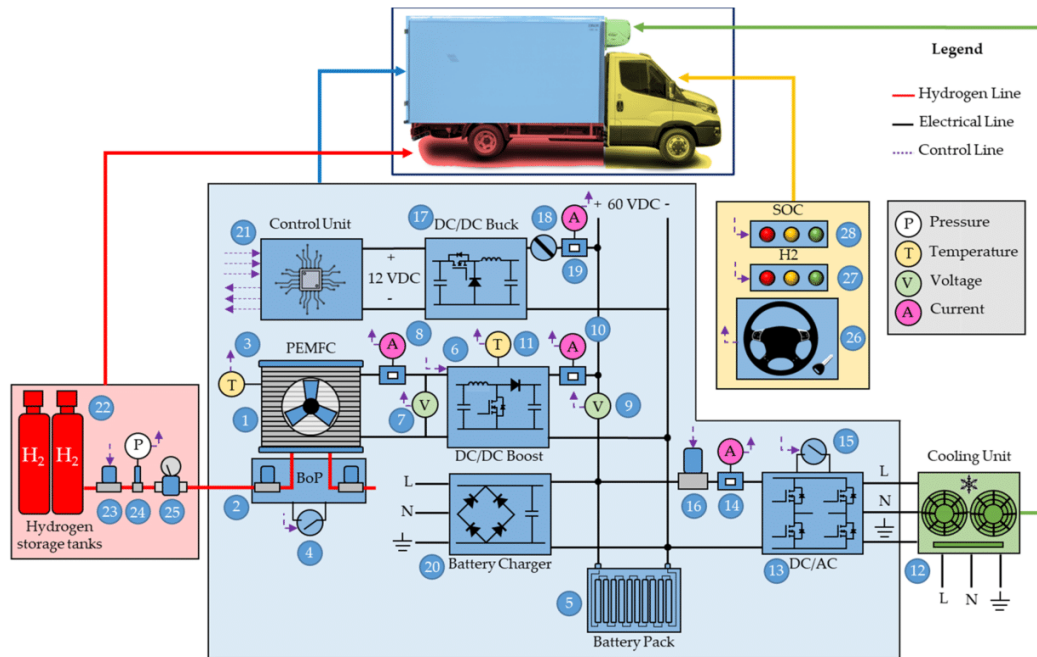 Legend
Hydrogen Line
Electrical Line
Control Line
+ 60 VDC -
SOC
28
H2
27
26
P Pressure
T Temperature
V Voltage
A Current
21
Control Unit
17
DC/DC Buck
18
A
19
+
12 VDC
-
3
PEMFC
T
1
8
A
6
T
11
A
10
7
V
V
9
DC/DC Boost
22
H2 H2
P
23
24
25
Hydrogen
storage tanks
2
BoP
4
L
N
20
Battery Charger
5
Battery Pack
16
A
14
15
13
DC/AC
L
N
Cooling Unit
12
L N